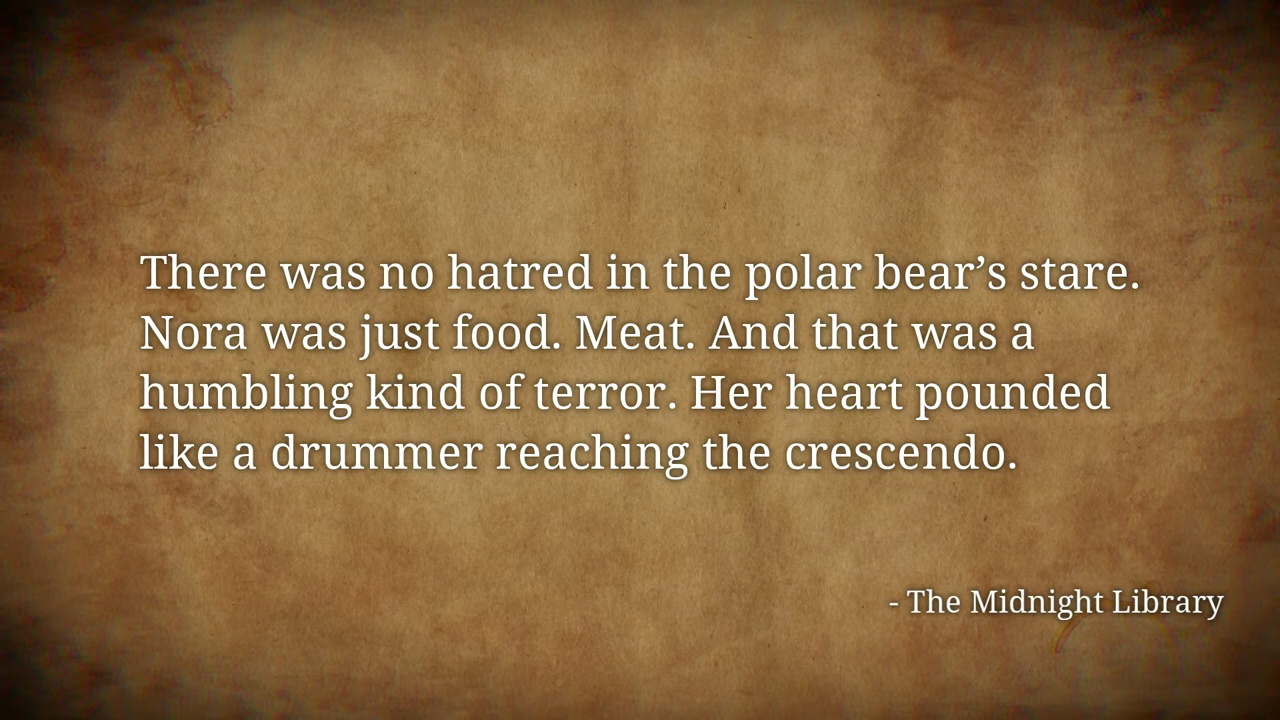 There was no hatred in the polar bear’s stare.
Nora was just food. Meat. And that was a
humbling kind of terror. Her heart pounded
like a drummer reaching the crescendo.
- The Midnight Library